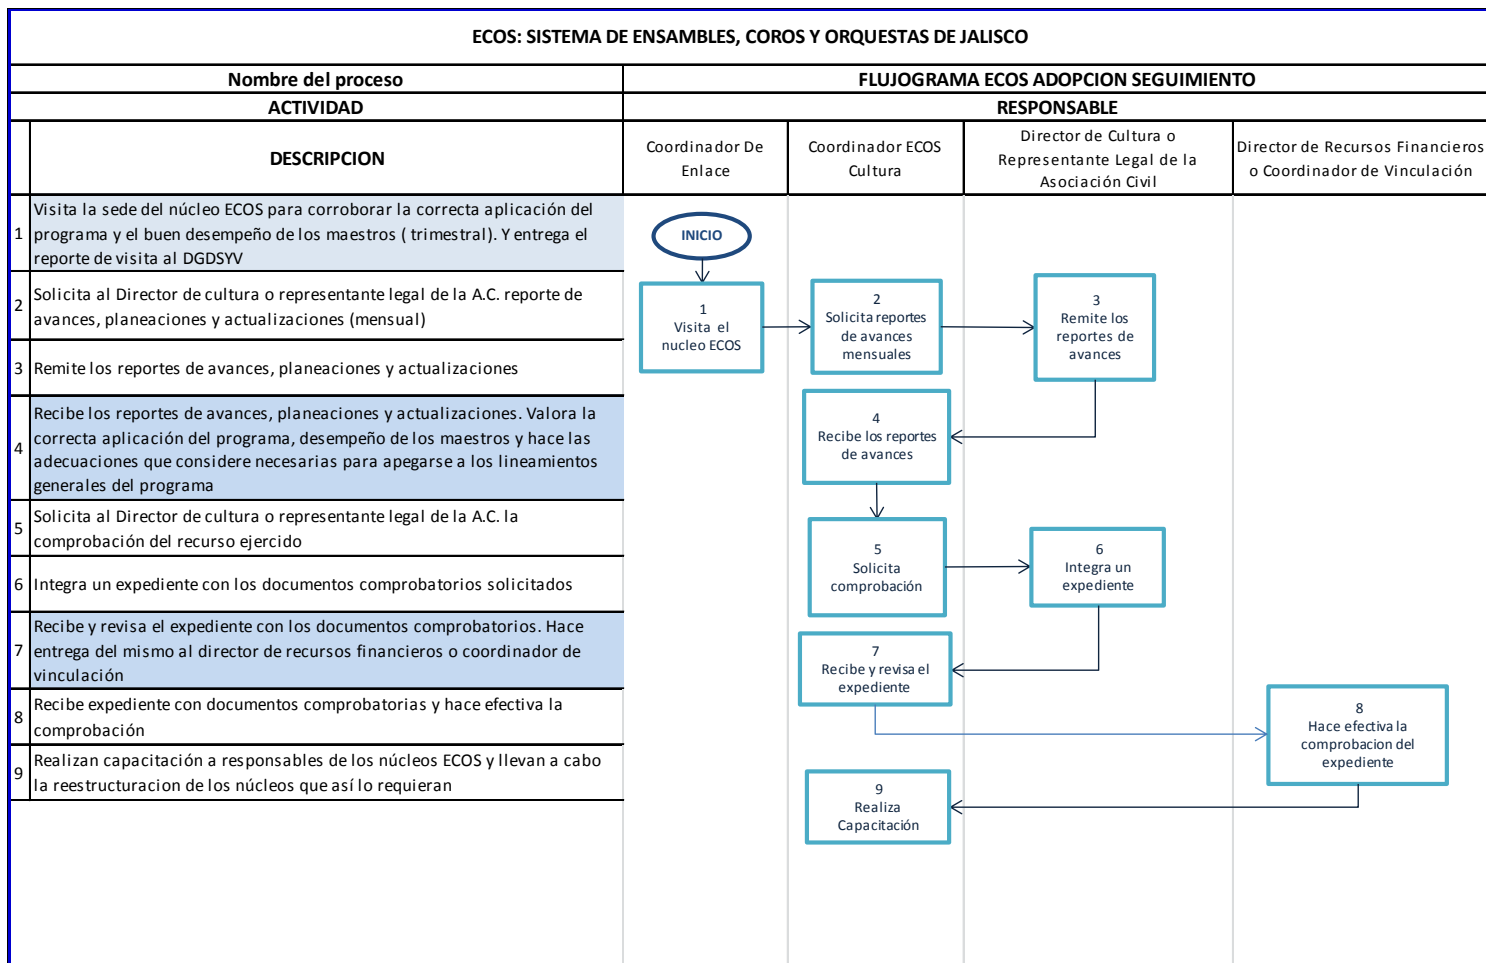 ECOS: SISTEMA DE ENSAMBLES, COROS Y ORQUESTAS DE JALISCO
Nombre del proceso
FLUJOGRAMA ECOS ADOPCION SEGUIMIENTO
ACTIVIDAD
RESPONSABLE
DESCRIPCION
Coordinador De
Enlace
Coordinador ECOS
Cultura
Director de Cultura o
Representante Legal de la
Asociación Civil
Director de Recursos Financieros
o Coordinador de Vinculación
1
Visita la sede del núcleo ECOS para corroborar la correcta aplicación del
programa y el buen desempeño de los maestros ( trimestral). Y entrega el
reporte de visita al DGDSYV
2
Solicita al Director de cultura o representante legal de la A.C. reporte de
avances, planeaciones y actualizaciones (mensual)
3
Remite los reportes de avances, planeaciones y actualizaciones
4
Recibe los reportes de avances, planeaciones y actualizaciones. Valora la
correcta aplicación del programa, desempeño de los maestros y hace las
adecuaciones que considere necesarias para apegarse a los lineamientos
generales del programa
5
Solicita al Director de cultura o representante legal de la A.C. la
comprobación del recurso ejercido
6
Integra un expediente con los documentos comprobatorios solicitados
7
Recibe y revisa el expediente con los documentos comprobatorios. Hace
entrega del mismo al director de recursos financieros o coordinador de
vinculación
8
Recibe expediente con documentos comprobatorias y hace efectiva la
comprobación
9
Realizan capacitación a responsables de los núcleos ECOS y llevan a cabo
la reestructuracion de los núcleos que así lo requieran
INICIO
1
Visita el
nucleo ECOS
2
Solicita reportes
de avances
mensuales
3
Remite los
reportes de
avances
4
Recibe los reportes
de avances
5
Solicita
comprobación
6
Integra un
expediente
7
Recibe y revisa el
expediente
8
Hace efectiva la
comprobacion del
expediente
9
Realiza
Capacitación